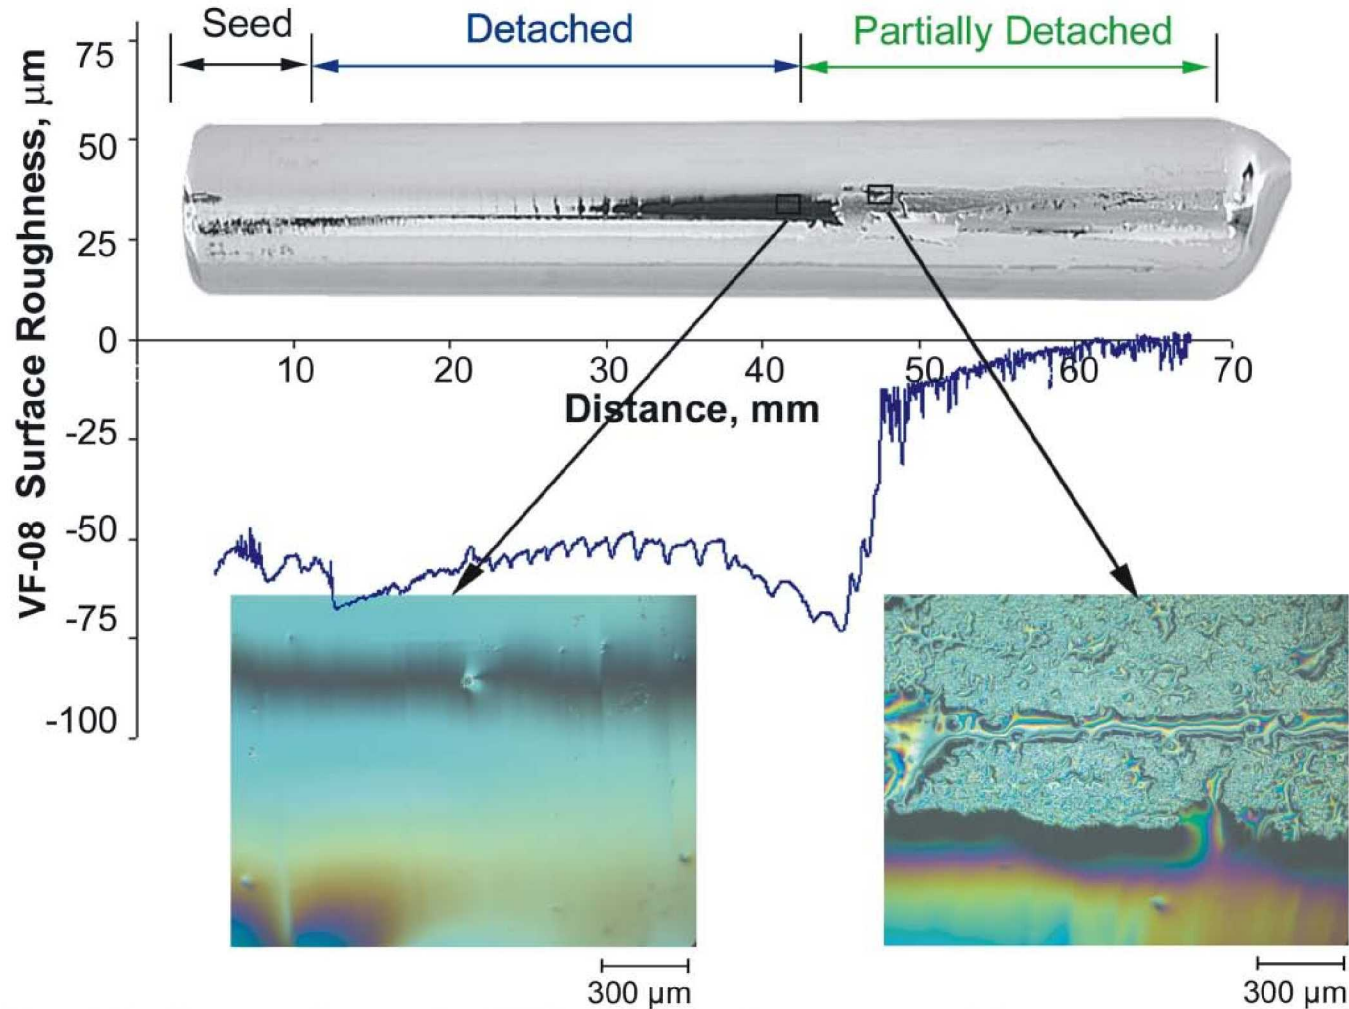 Seed
Detached
Partially Detached
VF-08 Surface Roughness, μm
75
50
25
0
-25
-50
-75
-100
10
20
30
40
50
60
70
Distance, mm
300 μm
300 μm